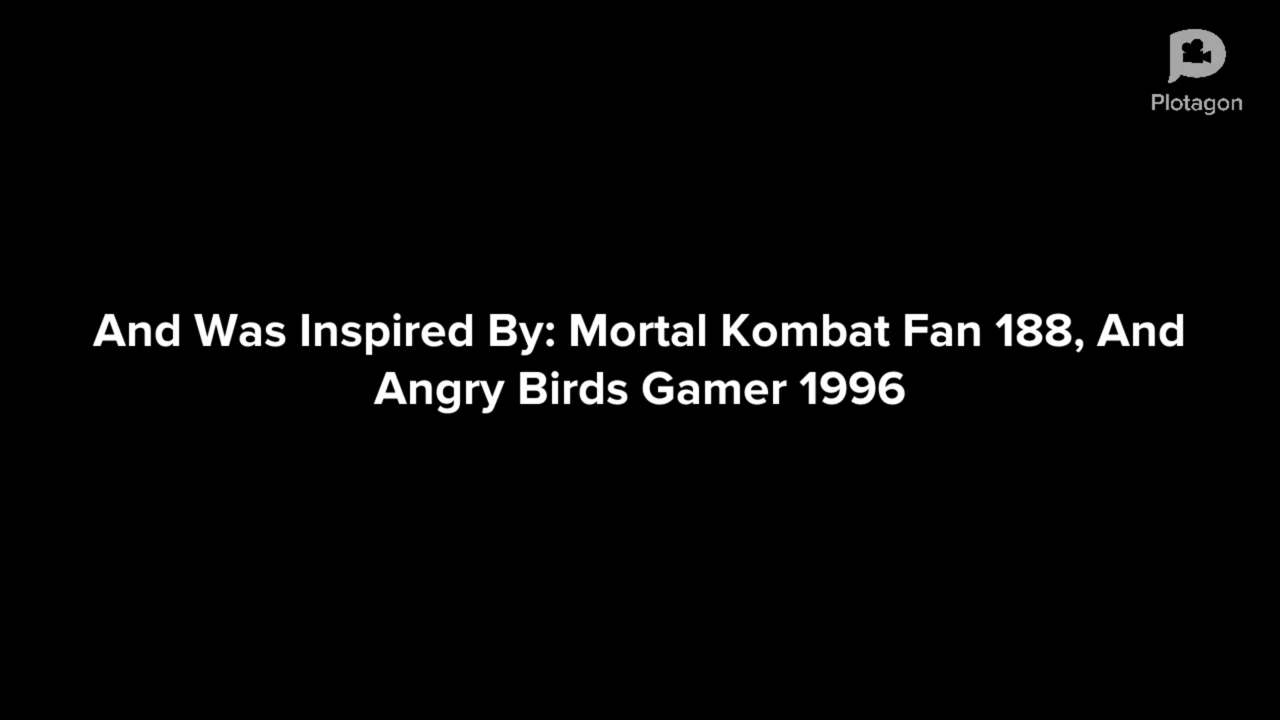 Plotagon
And Was Inspired By: Mortal Kombat Fan 188, And
Angry Birds Gamer 1996